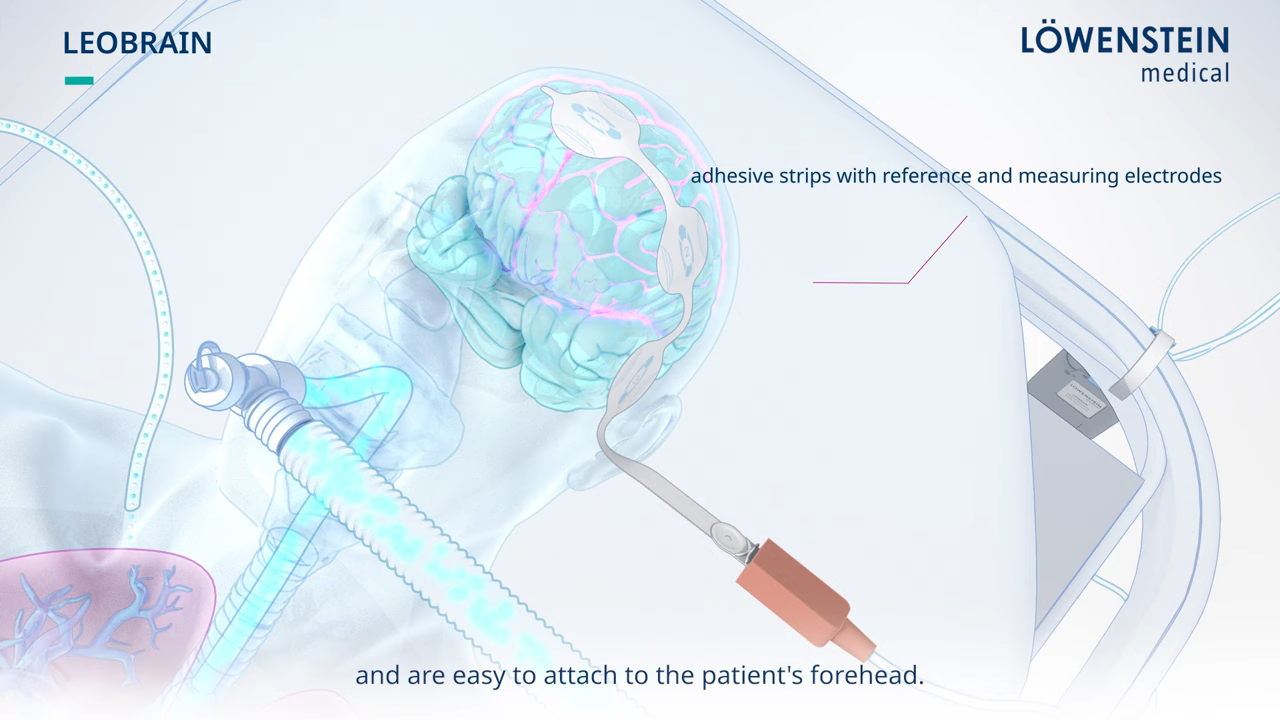 LEOBRAIN
LÖWENSTEIN
medical
adhesive strips with reference and measuring electrodes
and are easy to attach to the patient's forehead.